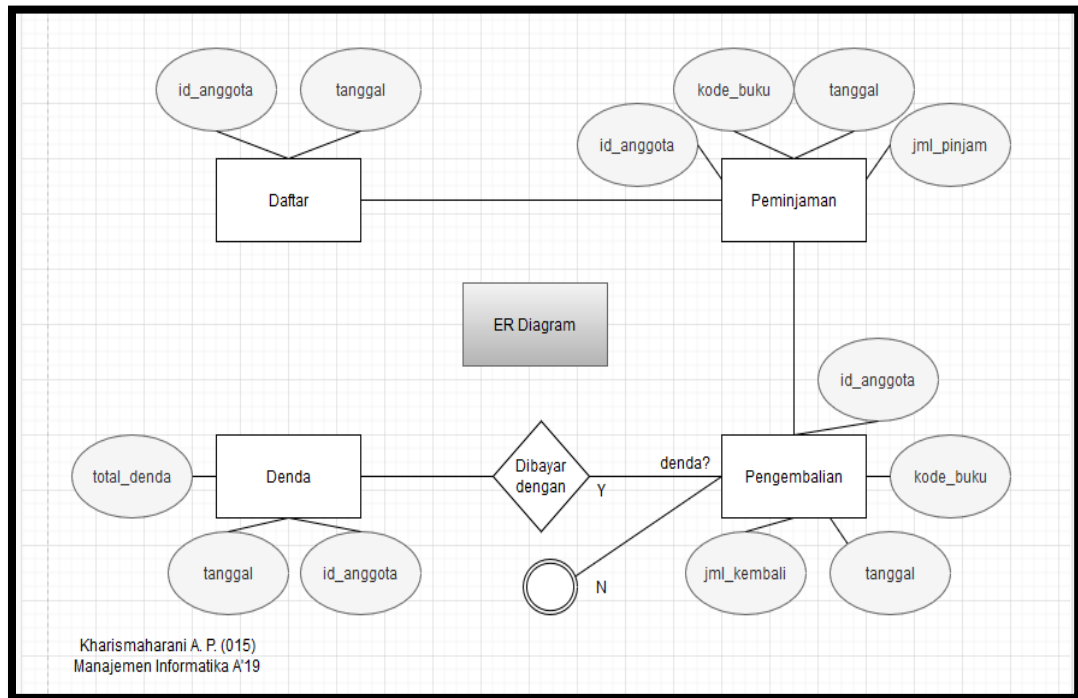 id_anggota
tanggal
kode_buku
tanggal
id_anggota
jml_pinjam
Daftar
Peminjaman
ER Diagram
id_anggota
total_denda
Denda
Dibayar
dengan
denda?
Y
Pengembalian
kode_buku
tanggal
id_anggota
N
jml_kembali
tanggal
Kharismaharani A. P. (015)
Manajemen Informatika A'19